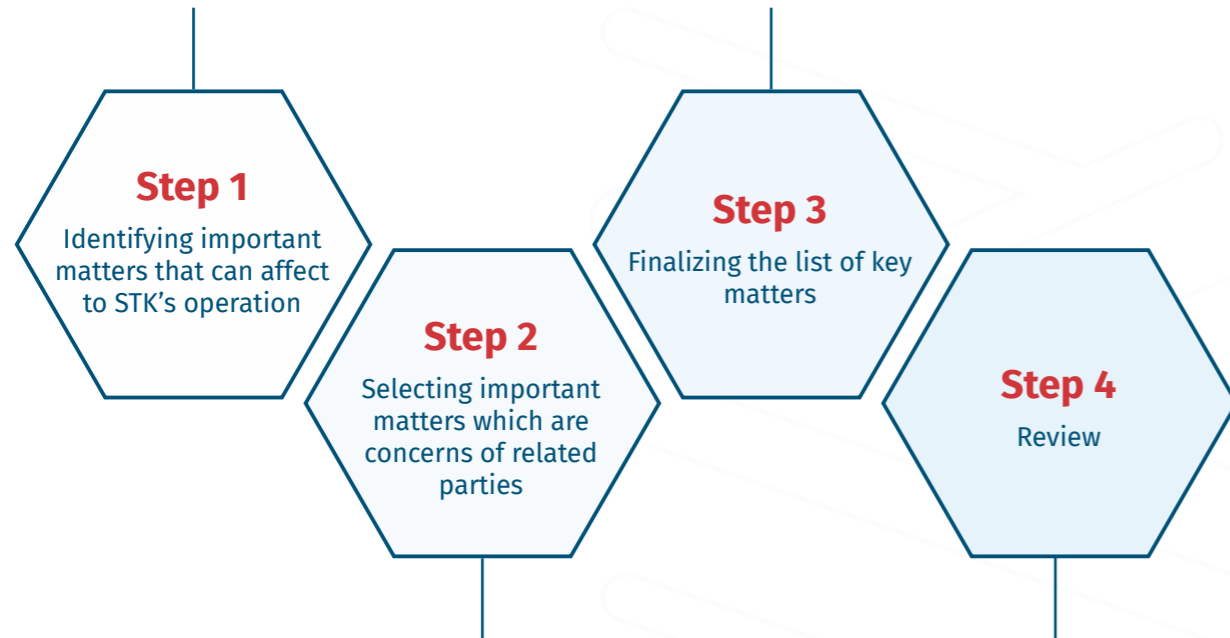 Step 1
Identifying important
matters that can affect
to STK’s operation
Step 2
Selecting important
matters which are
concerns of related
parties
Step 3
Finalizing the list of key
matters
Step 4
Review